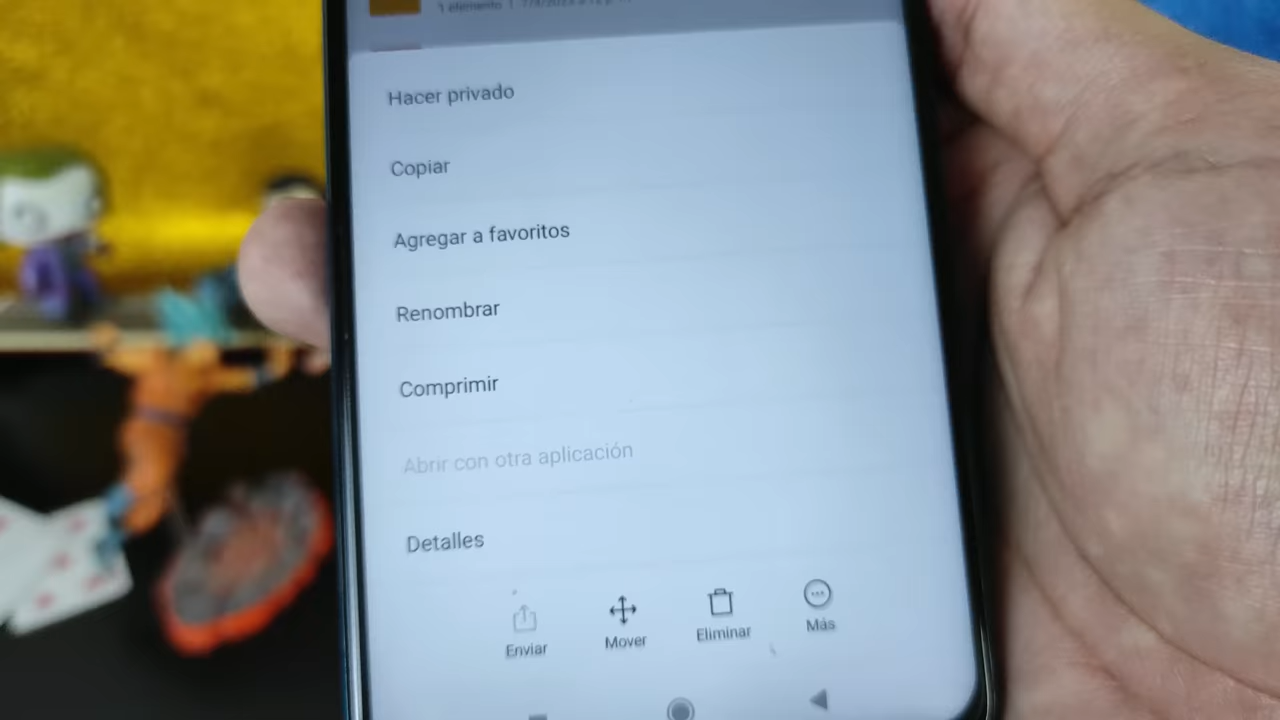 1 elemento
Hacer privado
Copiar
Agregar a favoritos
Renombrar
Comprimir
Abrir con otra aplicación
Detalles
Enviar
Mover
Eliminar
Más